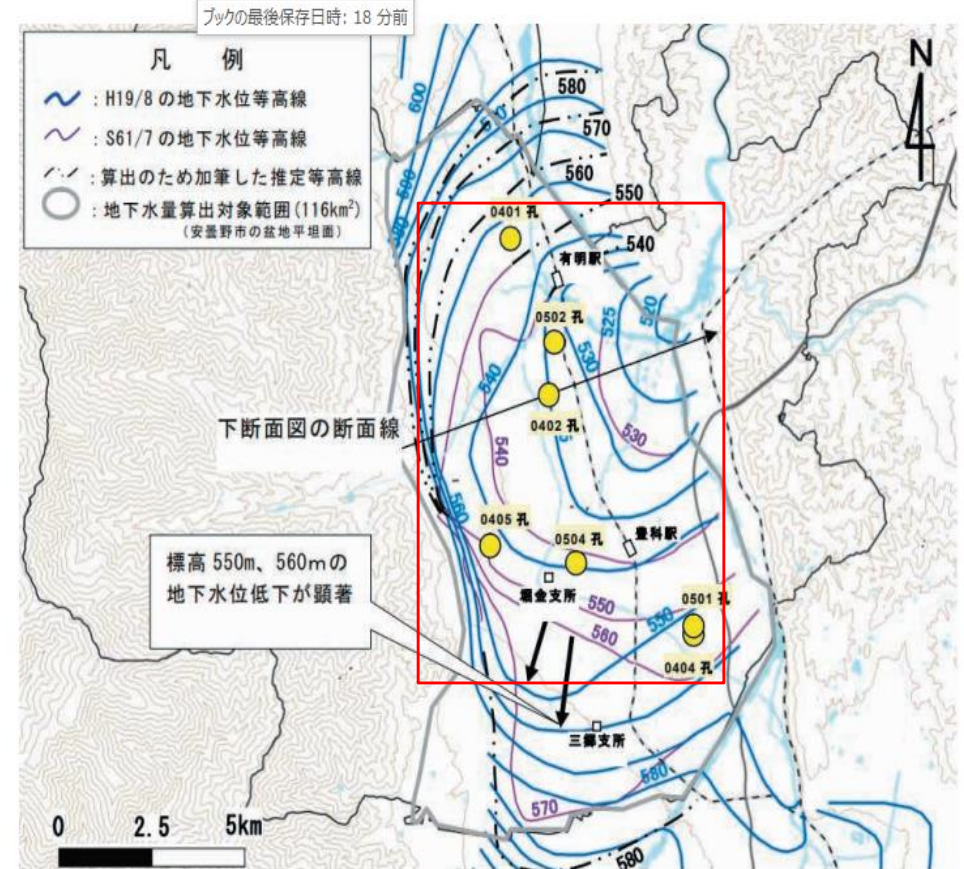 ブックの最後保存日時: 18 分前
凡　例
: H19/8 の地下水位等高線
: S61/7 の地下水位等高線
: 算出のため加筆した推定等高線
: 地下水量算出対象範囲(116km²)
(安曇野市の盆地平坦面)
N
600
580
570
590
560
580
550
0401 孔
540
有明駅
0502 孔
520
525
530
540
下断面図の断面線
0402 孔
530
540
560
0405 孔
0504 孔
豊科駅
標高 550m、560mの
地下水位低下が顕著
堀金支所
550
0501 孔
550
560
0404 孔
三郷支所
580
570
580
0 2.5 5km